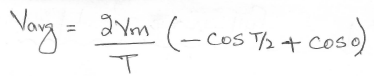 Vavg = 2Vm/T (-cos T/2 + cos 0)